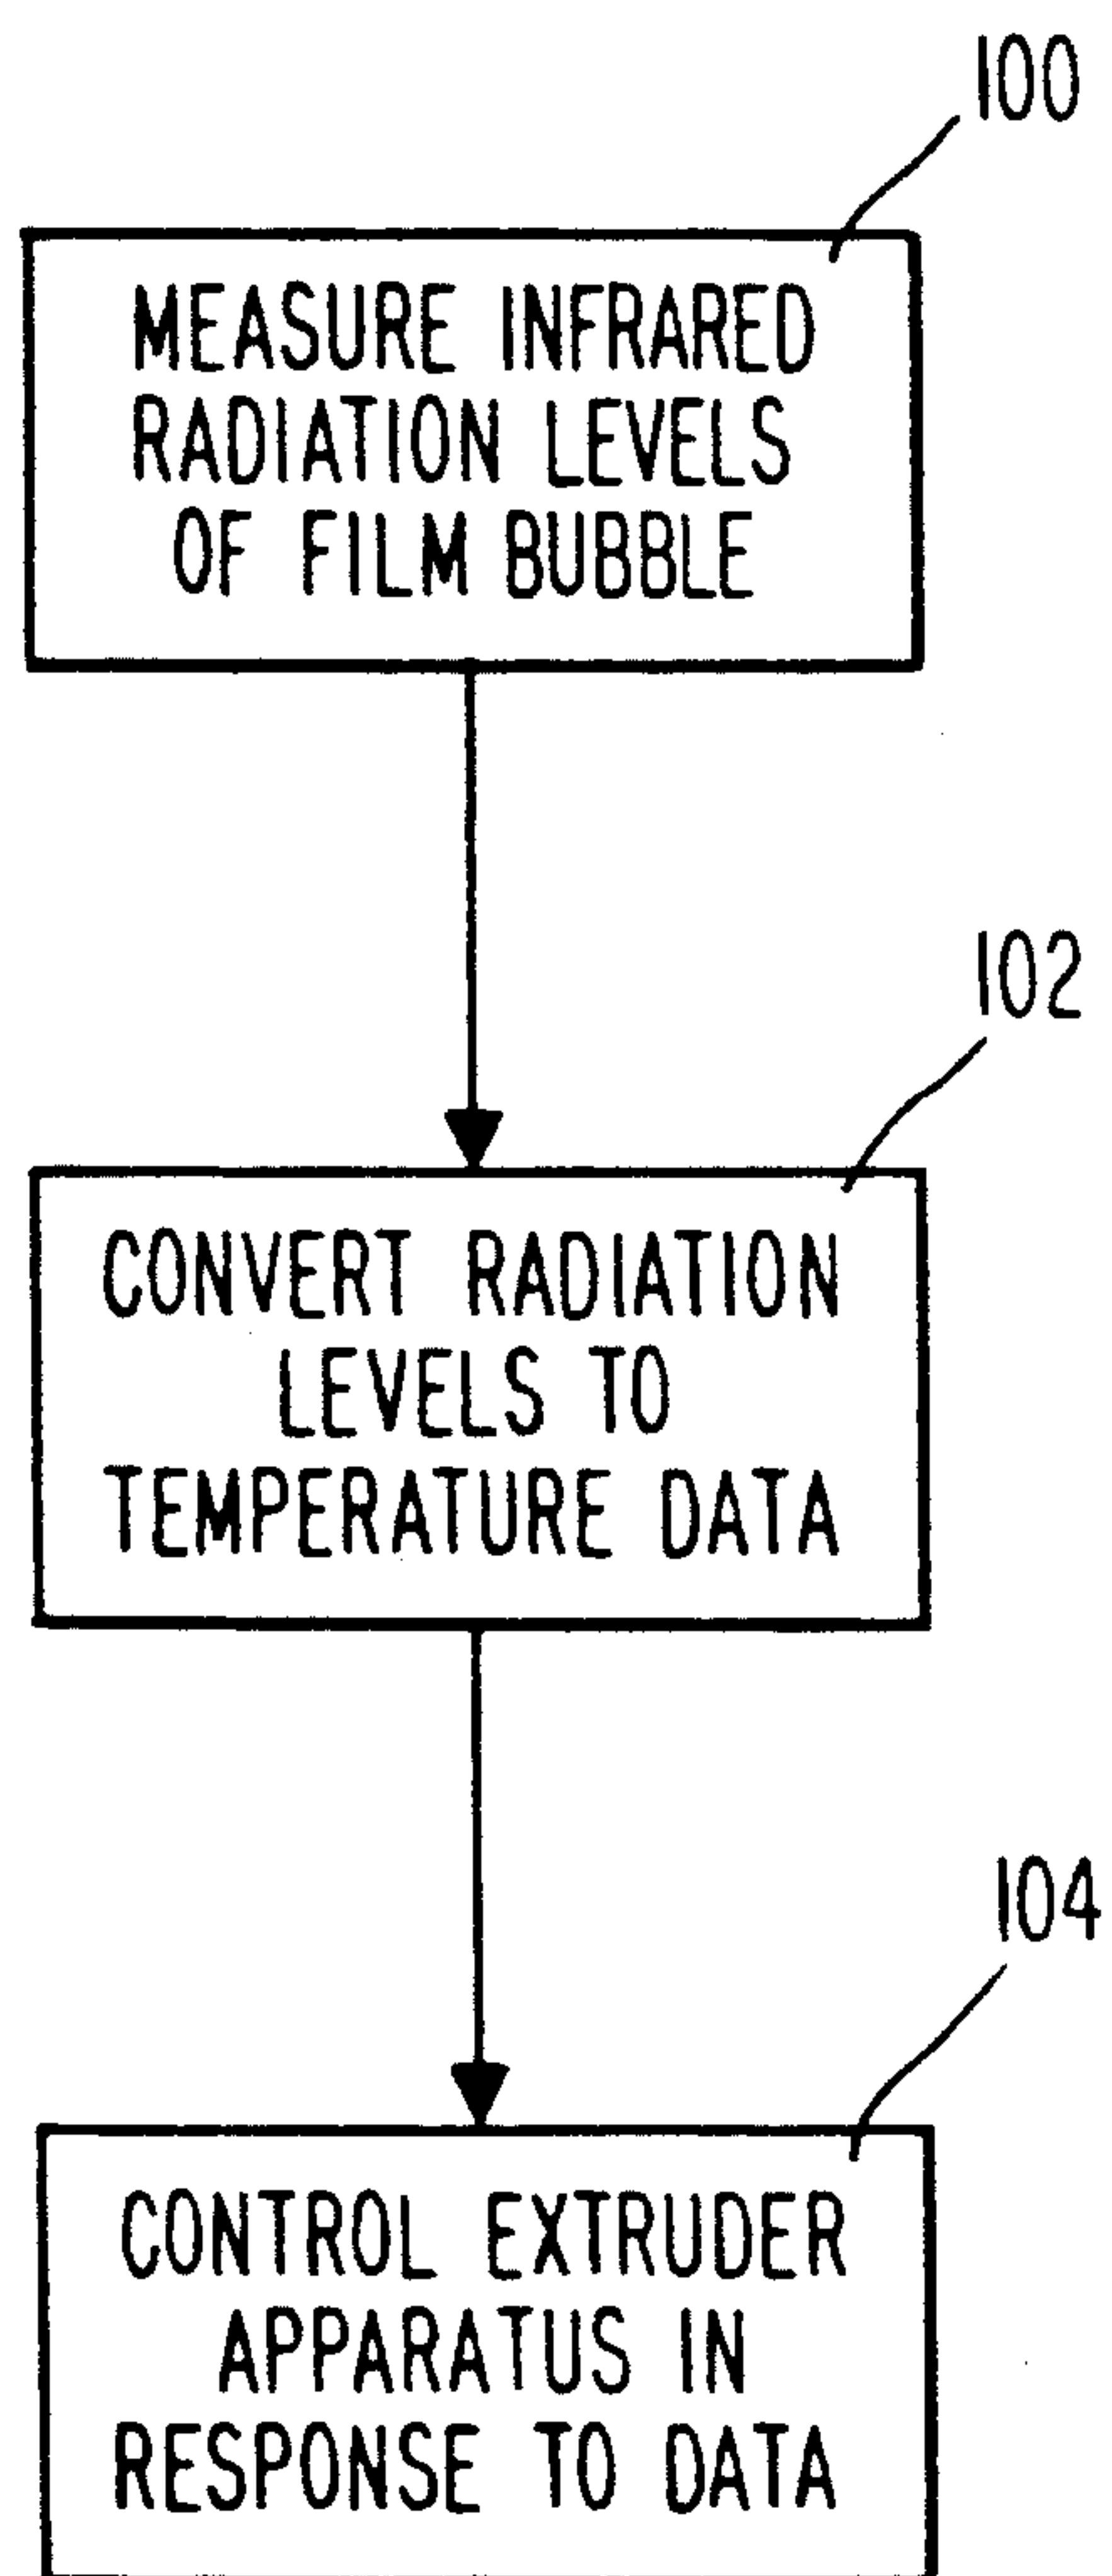 100
MEASURE INFRARED
RADIATION LEVELS
OF FILM BUBBLE
102
CONVERT RADIATION
LEVELS TO
TEMPERATURE DATA
104
CONTROL EXTRUDER
APPARATUS IN
RESPONSE TO DATA